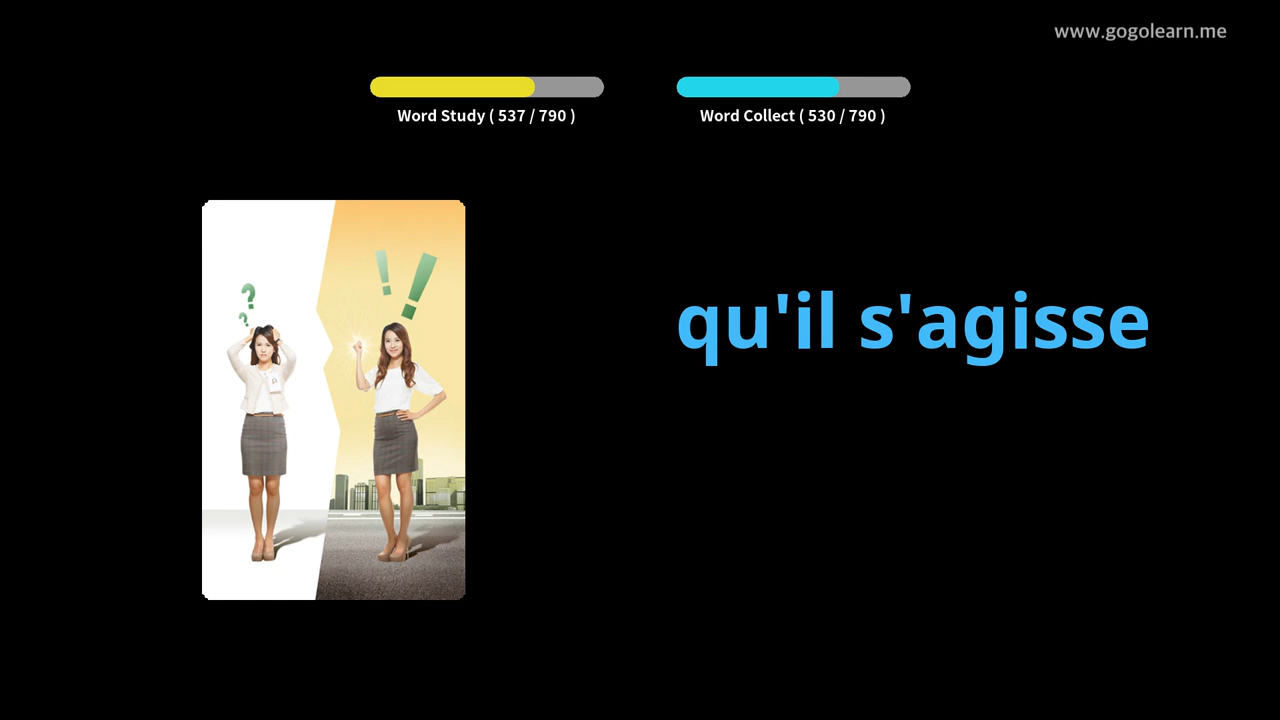 www.gogolearn.me
Word Study ( 537 / 790 )
Word Collect ( 530 / 790 )
? ?
! !
qu'il s'agisse